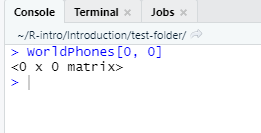 Console Terminal × Jobs ×
~/R-intro/Introduction/test-folder/
> WorldPhones[0, 0]
<0 x 0 matrix>
>